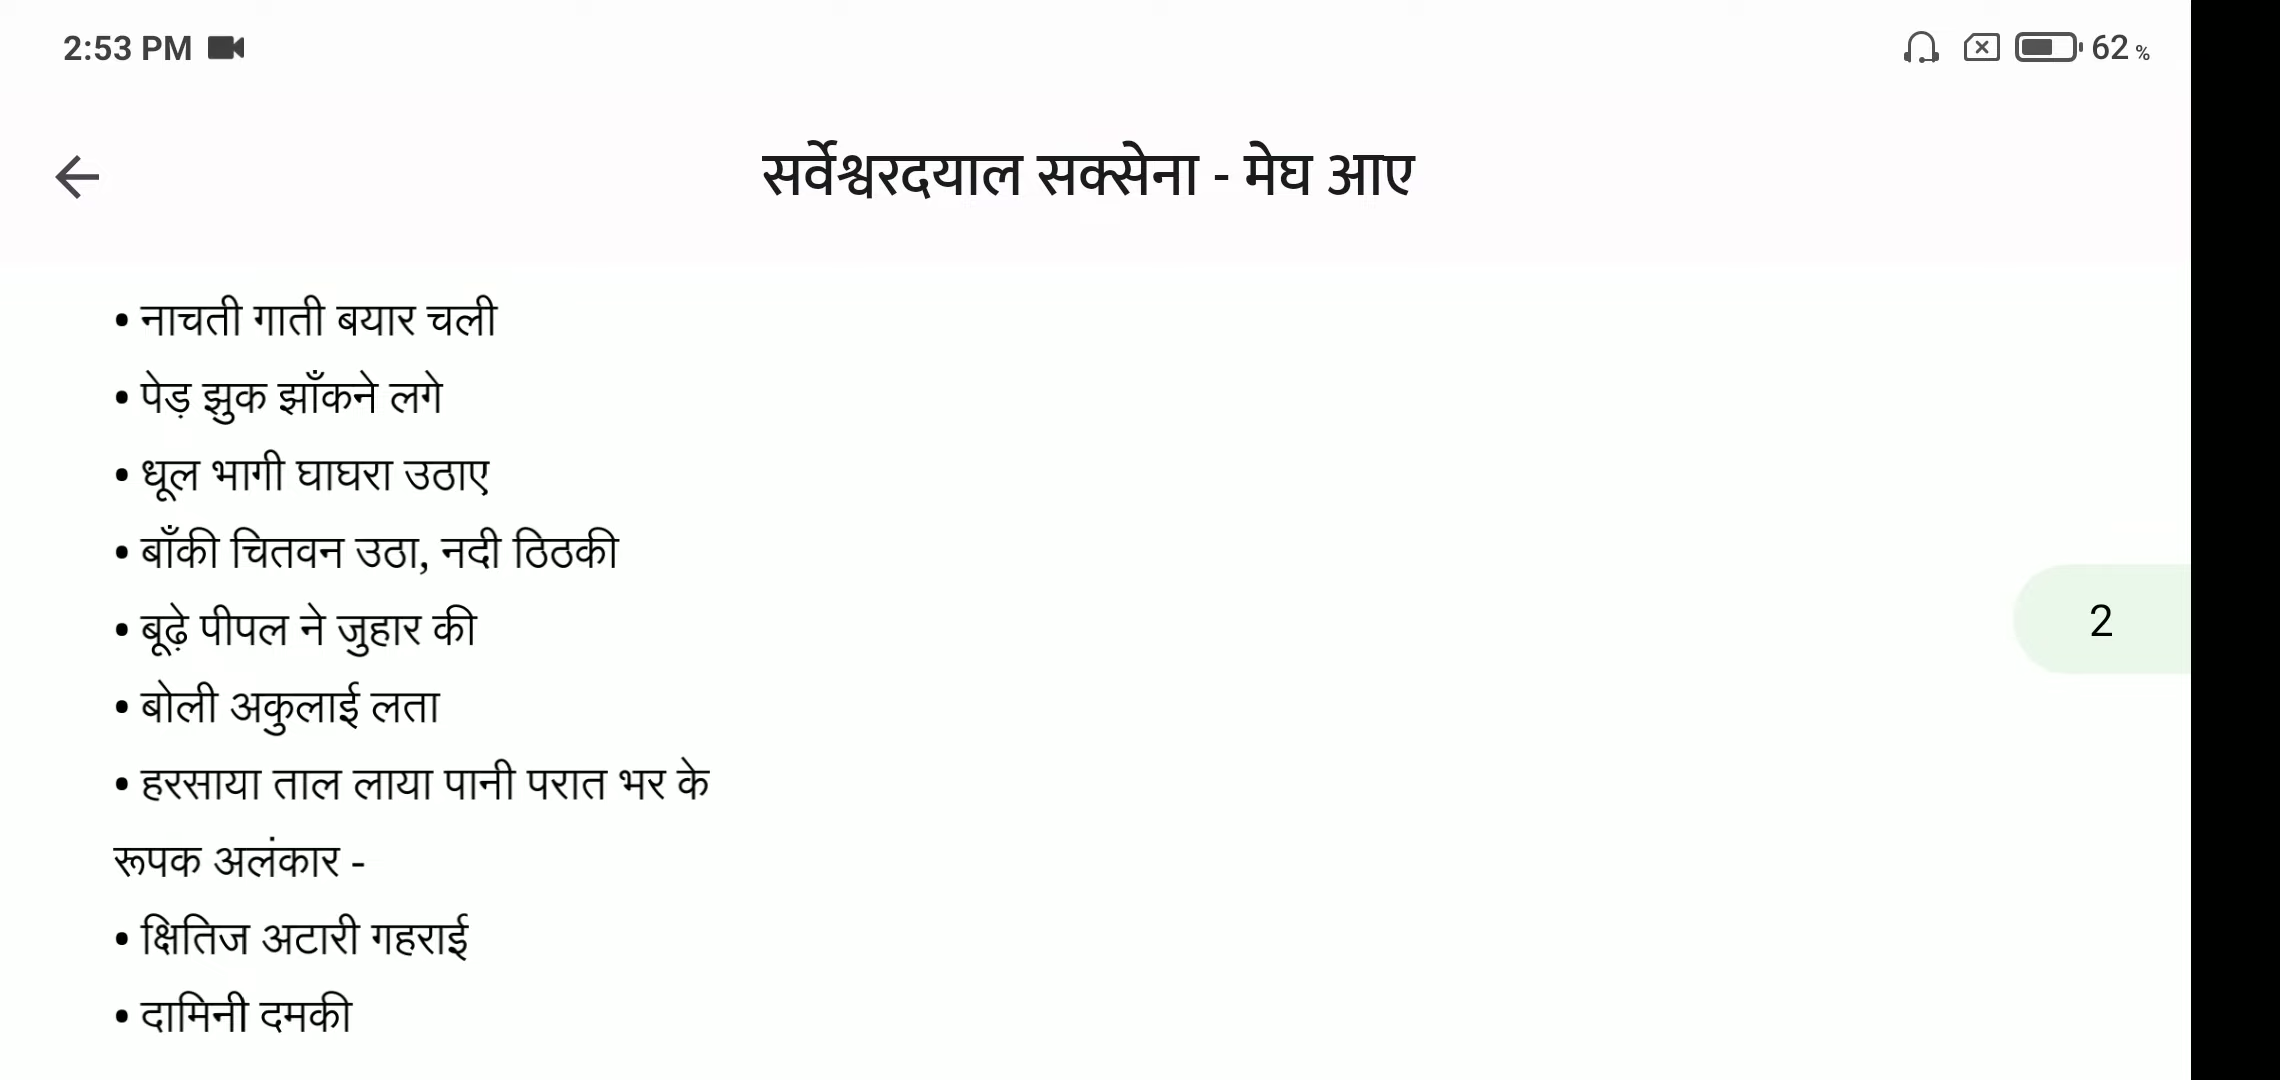 2:53 PM 62 %
सर्वेश्वरदयाल सक्सेना - मेघ आए
• नाचती गाती बयार चली
• पेड़ झुक झाँकने लगे
• धूल भागी घाघरा उठाए
• बाँकी चितवन उठा, नदी ठिठकी
2
• बूढ़े पीपल ने जुहार की
• बोली अकुलाई लता
• हरसाया ताल लाया पानी परात भर के
रूपक अलंकार -
• क्षितिज अटारी गहराई
• दामिनी दमकी